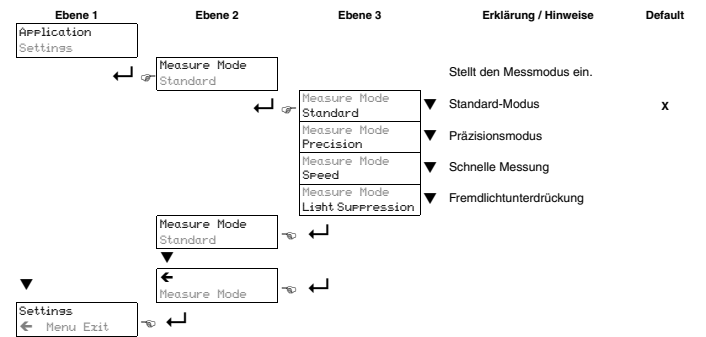 Ebene 1 Ebene 2 Ebene 3 Erklärung / Hinweise Default
Application
Settings
Measure Mode
Standard
Stellt den Messmodus ein.
Measure Mode
Standard
Standard-Modus x
Measure Mode
Precision
Präzisionsmodus
Measure Mode
Speed
Schnelle Messung
Measure Mode
Light Suppression
Fremdlichtunterdrückung
Measure Mode
Standard
←
Measure Mode
Settings
← Menu Exit